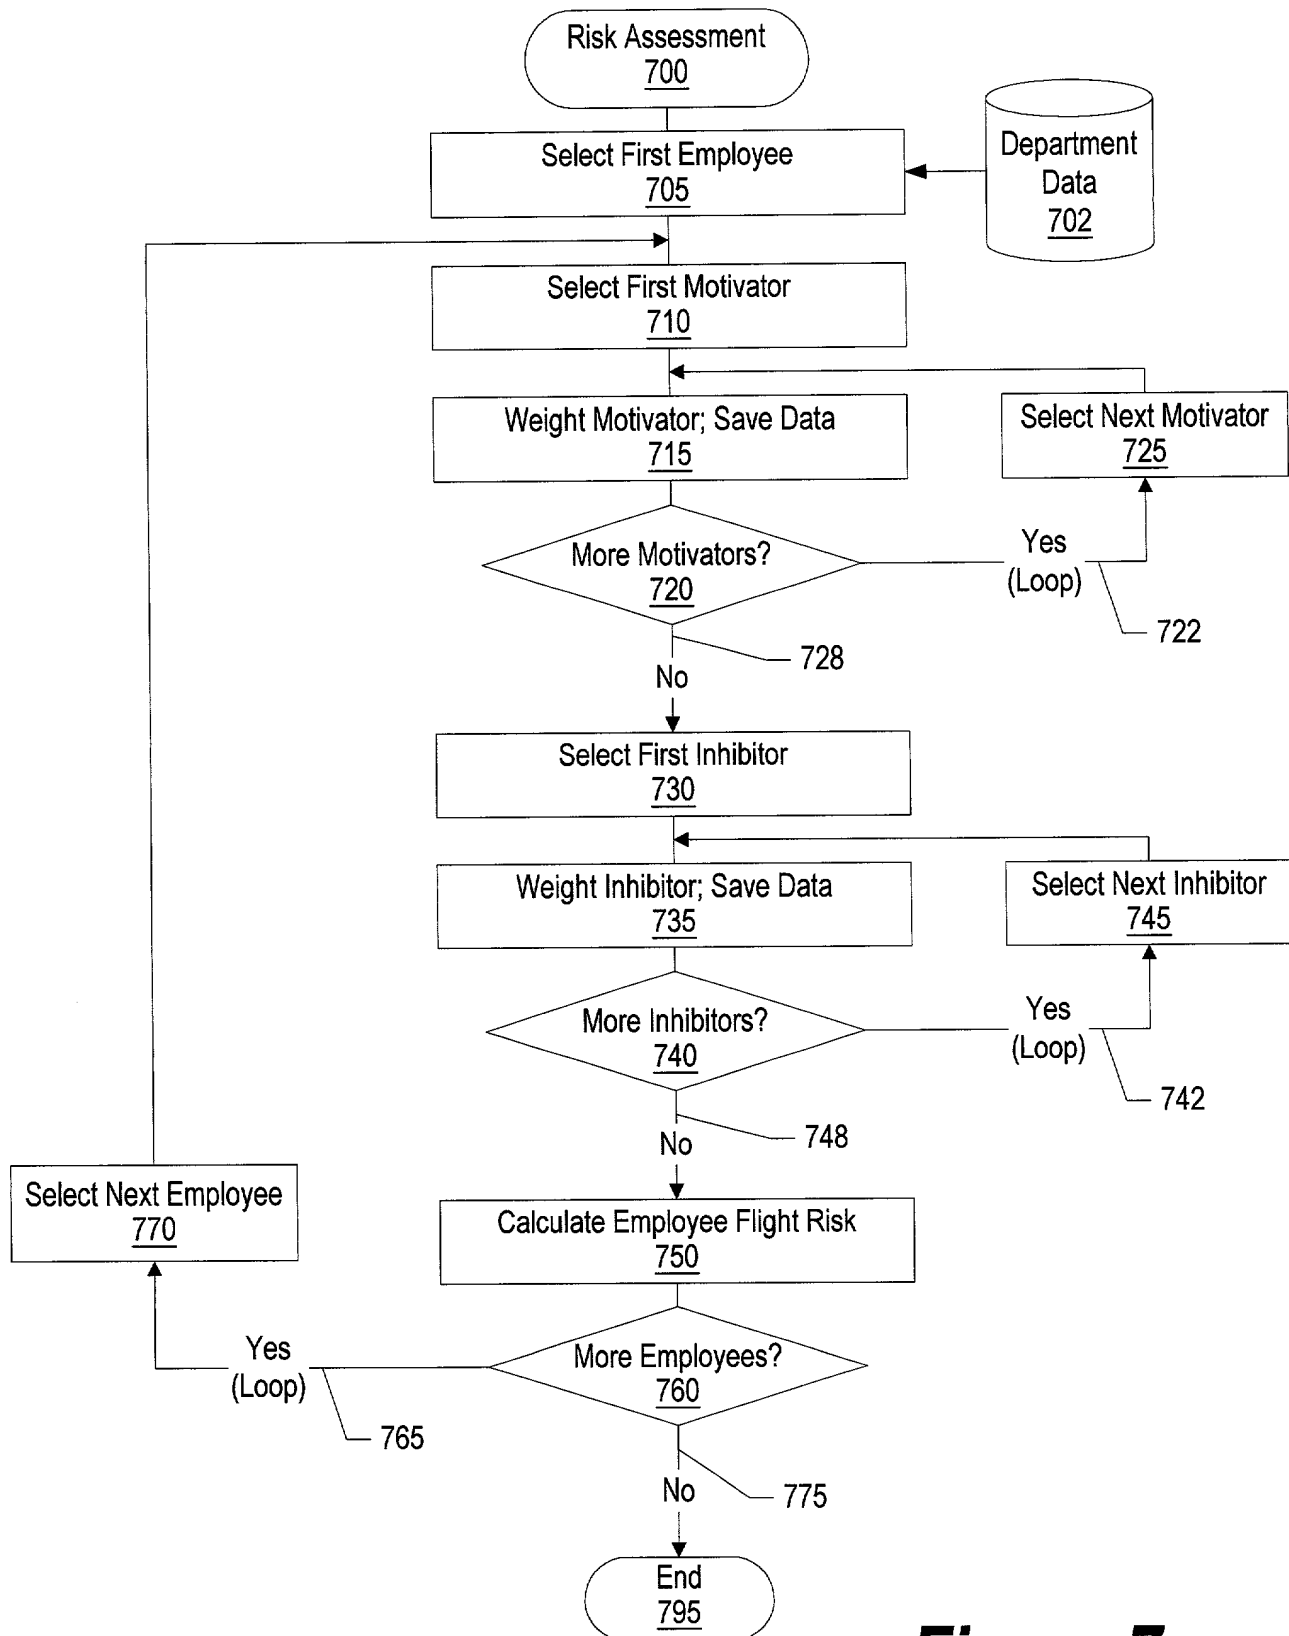 Risk Assessment
700
Department
Data
702
Select First Employee
705
Select First Motivator
710
Weight Motivator; Save Data
715
Select Next Motivator
725
More Motivators?
720
Yes
(Loop)
722
728
No
Select First Inhibitor
730
Weight Inhibitor; Save Data
735
Select Next Inhibitor
745
More Inhibitors?
740
Yes
(Loop)
742
748
No
Select Next Employee
770
Calculate Employee Flight Risk
750
More Employees?
760
Yes
(Loop)
765
775
No
End
795